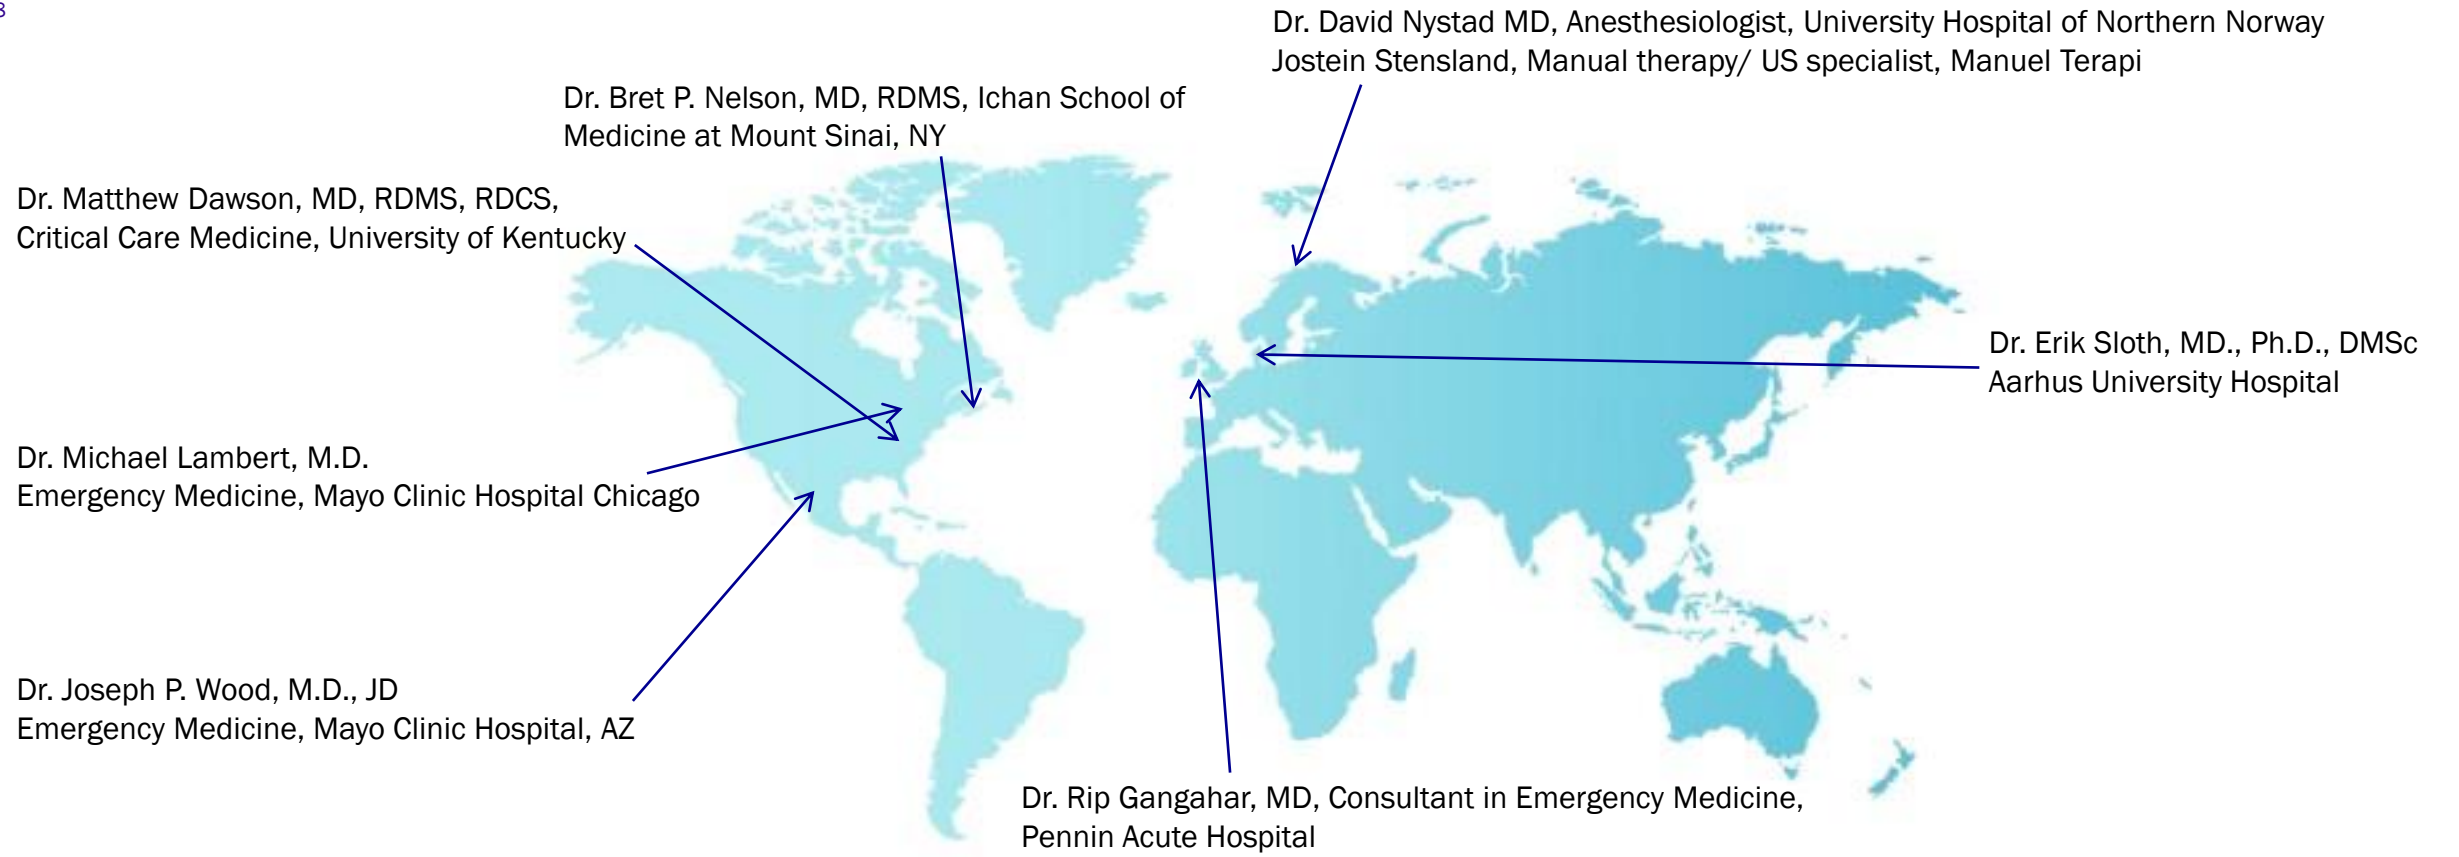 Dr. David Nystad MD, Anesthesiologist, University Hospital of Northern Norway
Jostein Stensland, Manual therapy/ US specialist, Manuel Terapi
Dr. Bret P. Nelson, MD, RDMS, Ichan School of
Medicine at Mount Sinai, NY
Dr. Matthew Dawson, MD, RDMS, RDCS,
Critical Care Medicine, University of Kentucky
Dr. Erik Sloth, MD., Ph.D., DMSc
Aarhus University Hospital
Dr. Michael Lambert, M.D.
Emergency Medicine, Mayo Clinic Hospital Chicago
Dr. Joseph P. Wood, M.D., JD
Emergency Medicine, Mayo Clinic Hospital, AZ
Dr. Rip Gangahar, MD, Consultant in Emergency Medicine,
Pennin Acute Hospital